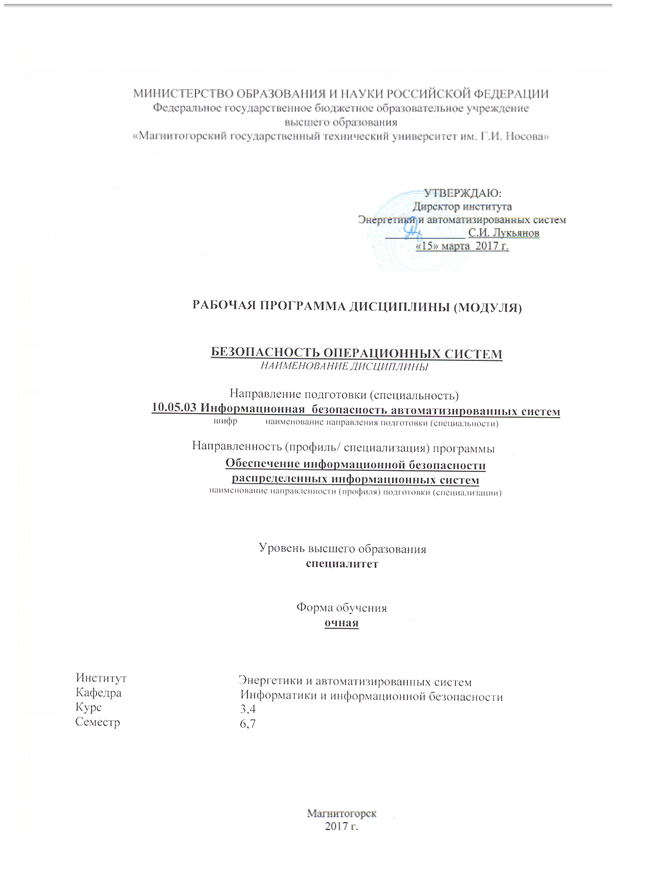 МИНИСТЕРСТВО ОБРАЗОВАНИЯ И НАУКИ РОССИЙСКОЙ ФЕДЕРАЦИИ
Федеральное государственное бюджетное образовательное учреждение
высшего образования
«Магнитогорский государственный технический университет им. Г.И. Носова»
УТВЕРЖДАЮ:
Директор института
Энергетики и автоматизированных систем
С.И. Лукьянов
«15» марта 2017 г.
РАБОЧАЯ ПРОГРАММА ДИСЦИПЛИНЫ (МОДУЛЯ)
БЕЗОПАСНОСТЬ ОПЕРАЦИОННЫХ СИСТЕМ
НАИМЕНОВАНИЕ ДИСЦИПЛИНЫ
Направление подготовки (специальность)
10.05.03 Информационная безопасность автоматизированных систем
шифр наименование направления подготовки (специальности)
Направленность (профиль/ специализация) программы
Обеспечение информационной безопасности
распределенных информационных систем
наименование направленности (профиля) подготовки (специализации)
Уровень высшего образования
специалитет
Форма обучения
очная
Институт Энергетики и автоматизированных систем
Кафедра Информатики и информационной безопасности
Курс 3,4
Семестр 6,7
Магнитогорск
2017 г.